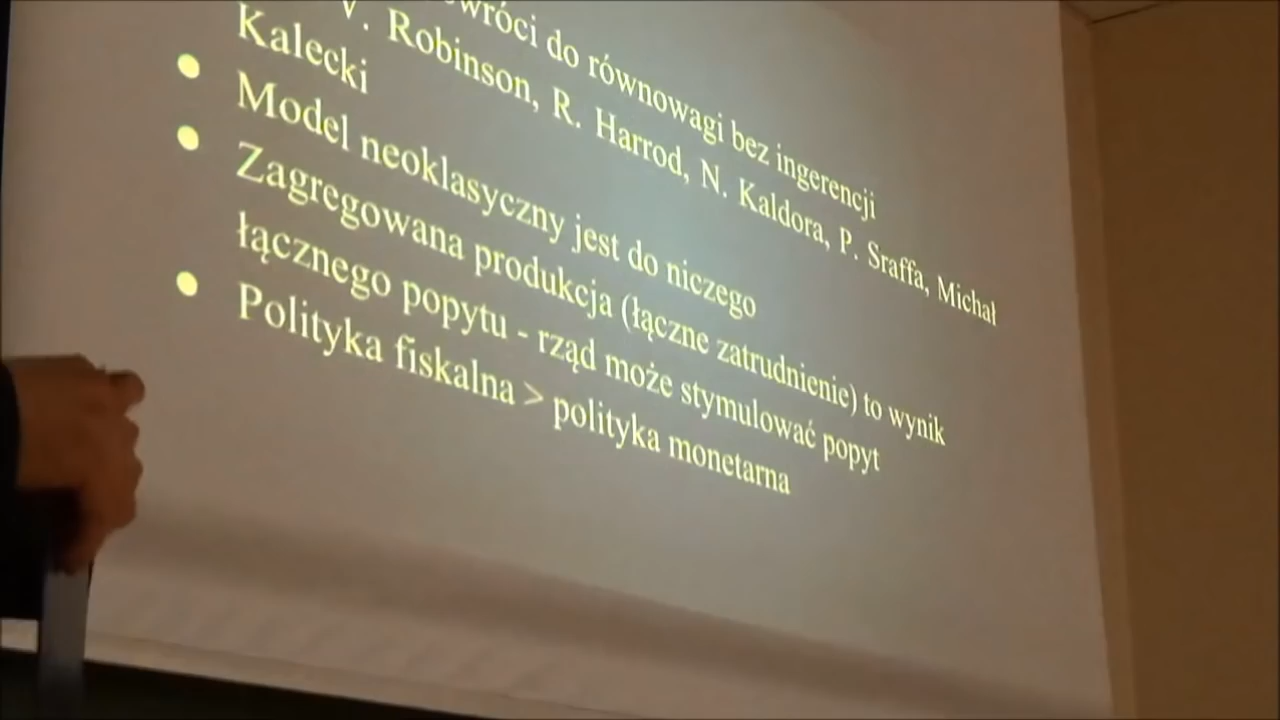 do równowagi bez ingerencji
V. Robinson, R. Harrod, N. Kaldora, P. Sraffa, Michał
Kalecki
• Model neoklasyczny jest do niczego
• Zagregowana produkcja (łączne zatrudnienie) to wynik
łącznego popytu - rząd może stymulować popyt
• Polityka fiskalna > polityka monetarna